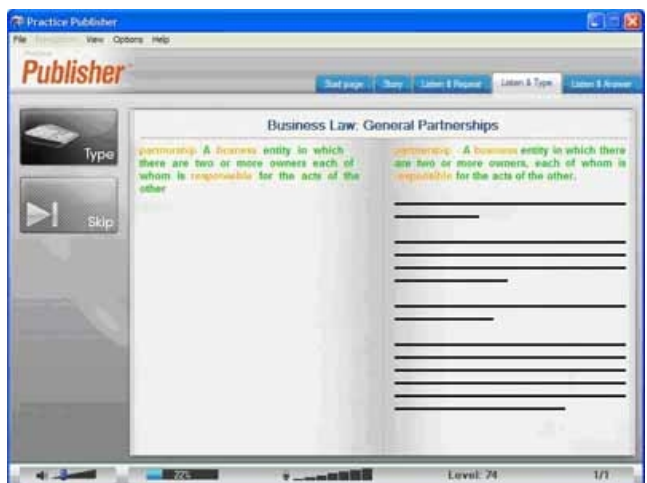 Practice Publisher
File View Options Help
Publisher
Start page Story Listen & Repeat Listen & Type Listen & Answer
Type
Skip
Business Law: General Partnerships
partnership A business entity in which
there are two or more owners each of
whom is responsible for the acts of the
other
partnership A business entity in which there
are two or more owners, each of whom is
responsible for the acts of the other.
22%
Level: 74
1/1